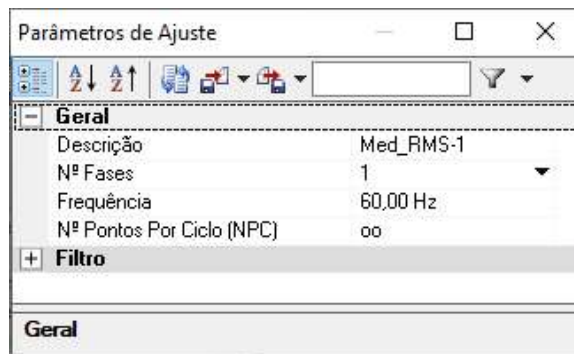 Parâmetros de Ajuste
Geral
Descrição Med_RMS-1
Nº Fases 1
Frequência 60,00 Hz
Nº Pontos Por Ciclo (NPC) oo
Filtro
Geral